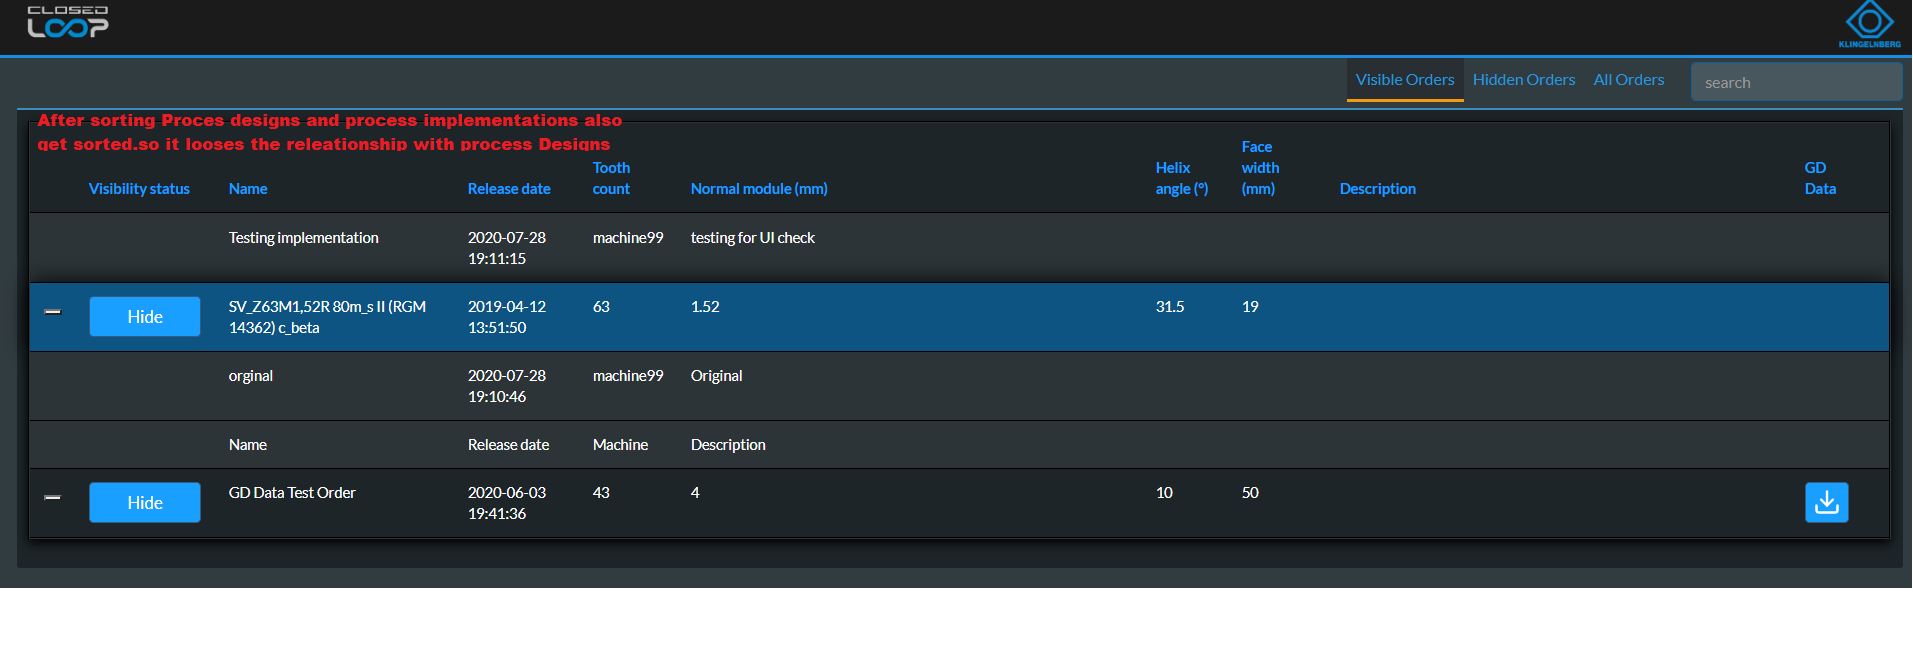 CLOSED
LOOP
KLINGELNBERG
Visible Orders Hidden Orders All Orders search
After sorting Proces designs and process implementations also
get sorted.so it looses the releationship with process Designs
Visibility status Name Release date Tooth count Normal module (mm) Helix angle (°) Face width (mm) Description GD Data
Testing implementation 2020-07-28 19:11:15 machine99 testing for UI check
Hide SV_Z63M1,52R 80m_s II (RGM 14362) c_beta 2019-04-12 13:51:50 63 1.52 31.5 19
orginal 2020-07-28 19:10:46 machine99 Original
Name Release date Machine Description
Hide GD Data Test Order 2020-06-03 19:41:36 43 4 10 50